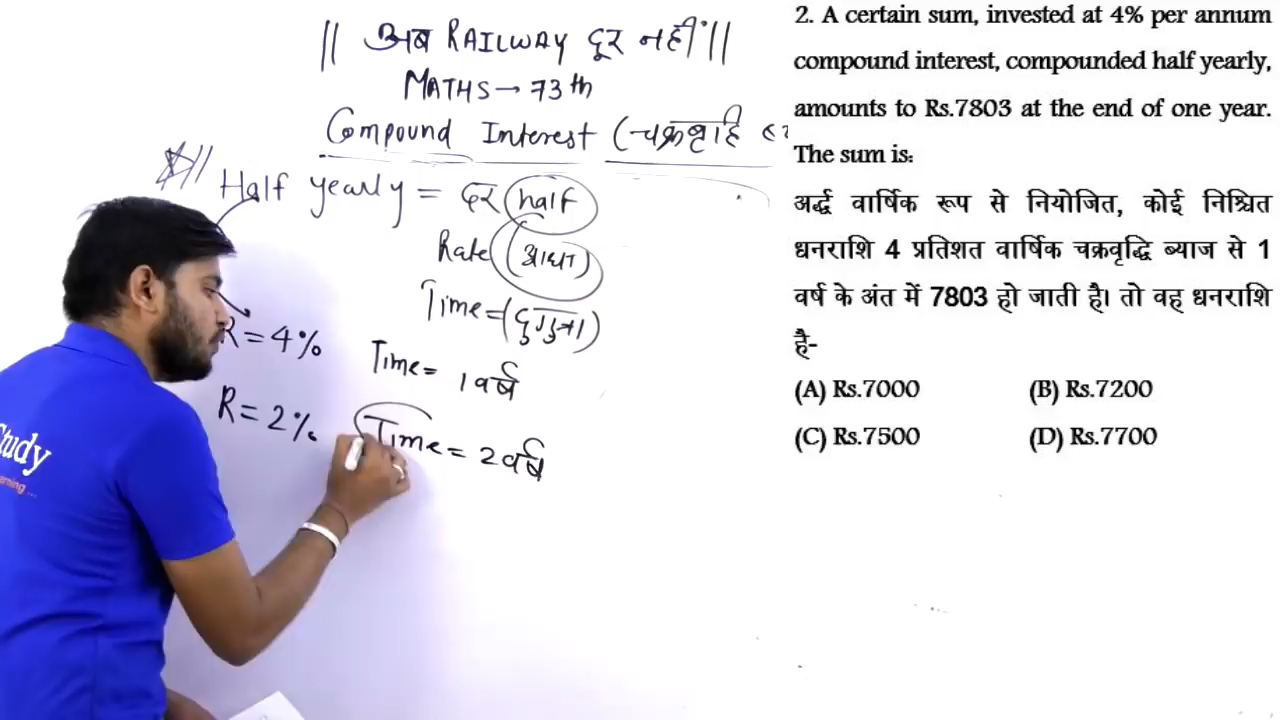 || अब RAILWAY दूर नहीं ||
MATHS → 73th
Compound Interest (चक्रवृद्धि
Half yearly = दर half
Rate (आधा)
Time = (दुगुना)
R = 4%
Time = 1 वर्ष
R = 2%
Time = 2 वर्ष
Study
2. A certain sum, invested at 4% per annum
compound interest, compounded half yearly,
amounts to Rs.7803 at the end of one year.
The sum is:
अर्द्ध वार्षिक रूप से नियोजित, कोई निश्चित
धनराशि 4 प्रतिशत वार्षिक चक्रवृद्धि ब्याज से 1
वर्ष के अंत में 7803 हो जाती है। तो वह धनराशि
है-
(A) Rs.7000 (B) Rs.7200
(C) Rs.7500 (D) Rs.7700